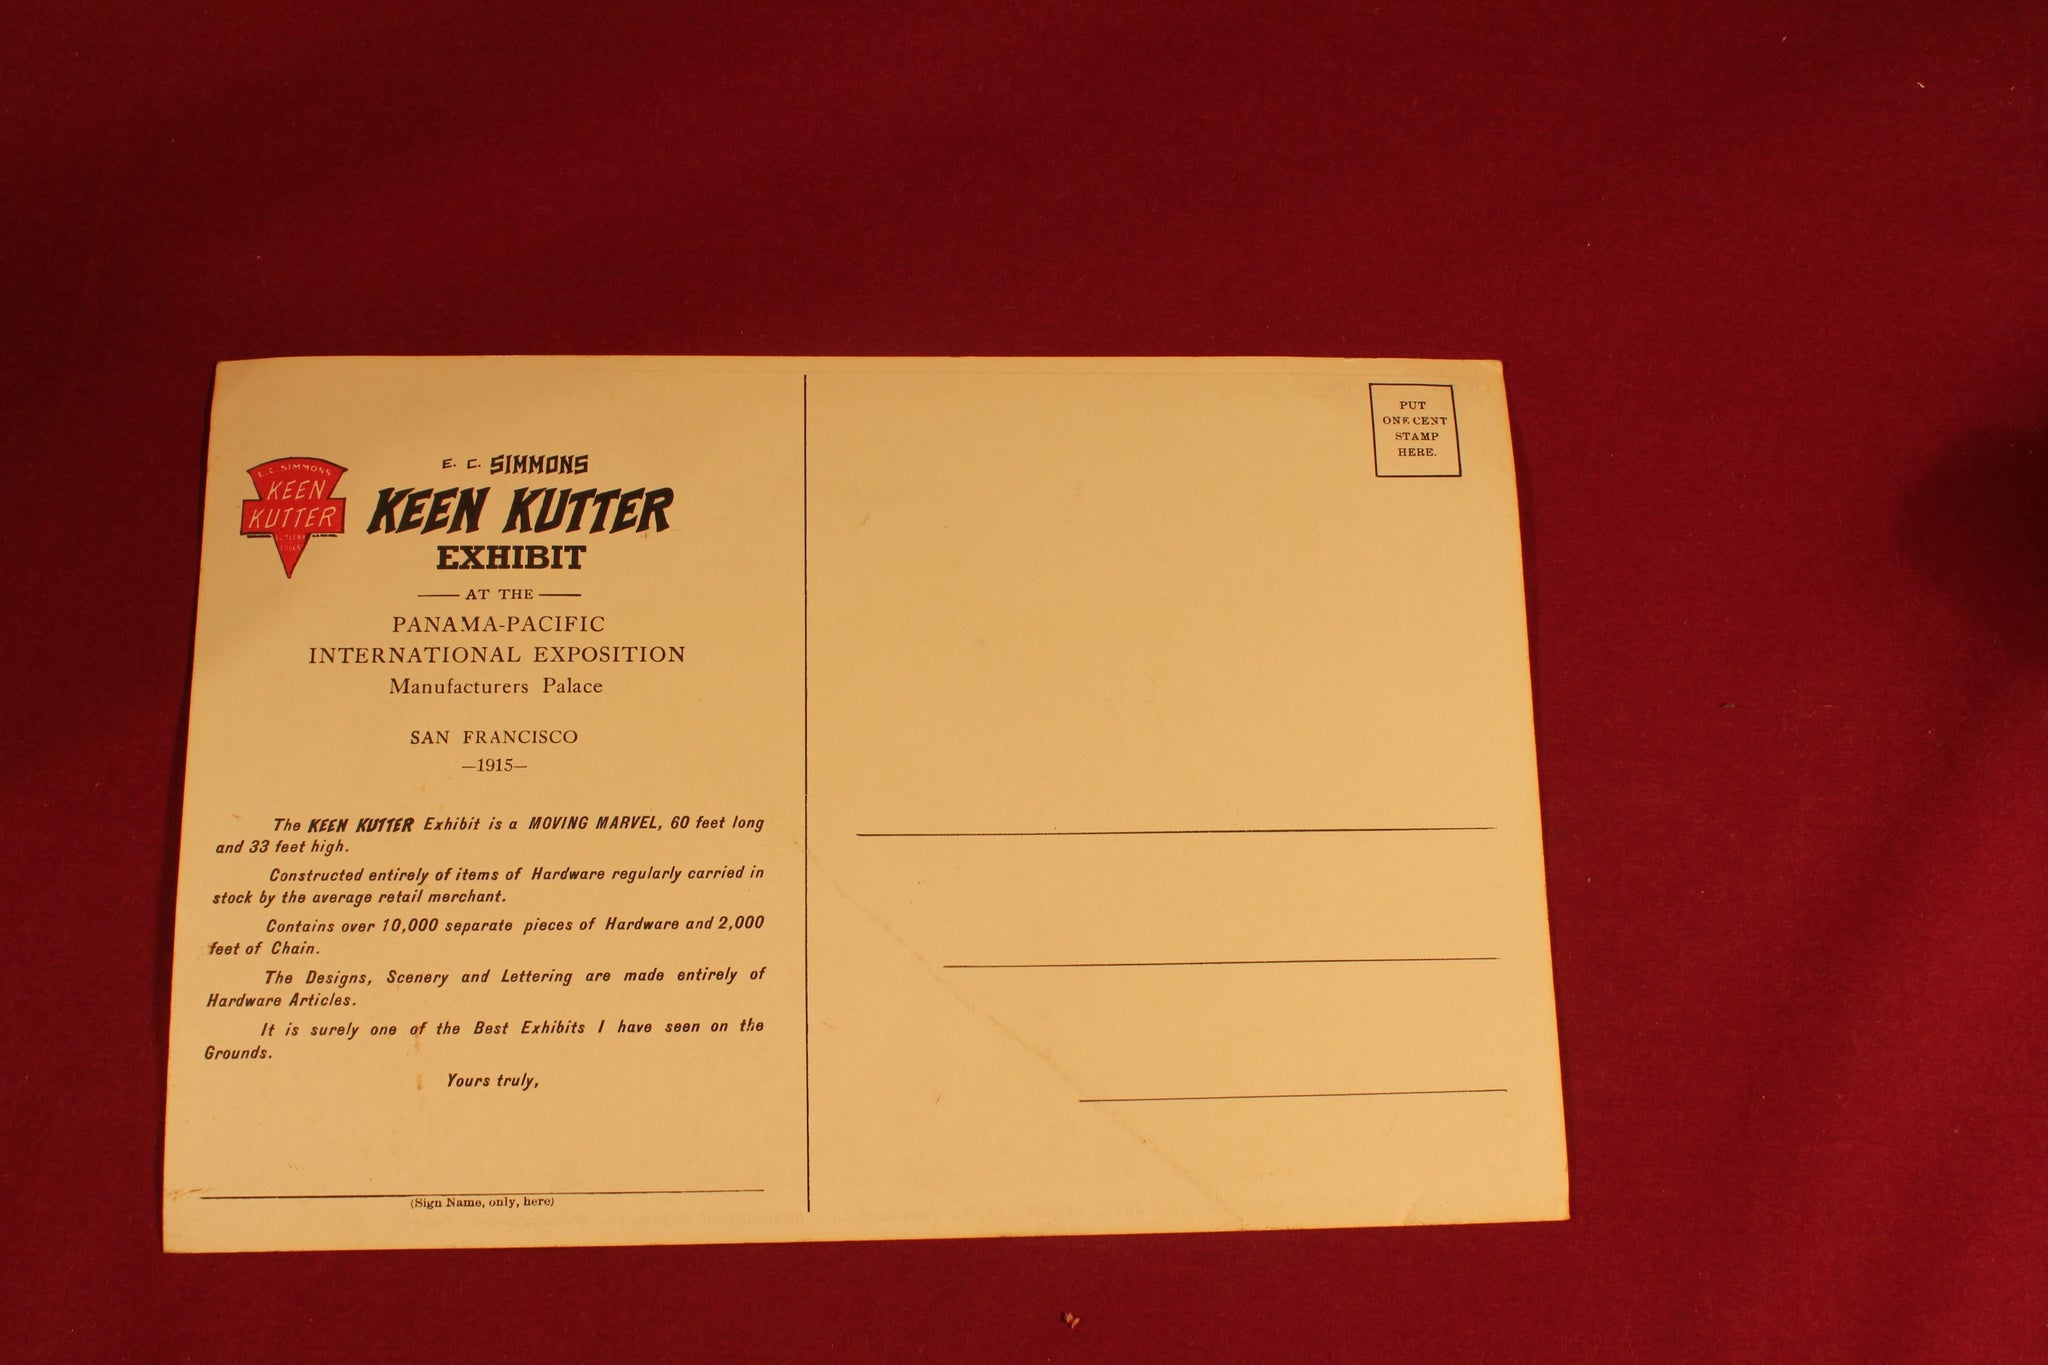 E. C. SIMMONS
KEEN
KUTTER
CUTLERY
TOOLS
E. C. SIMMONS
KEEN KUTTER
EXHIBIT
AT THE
PANAMA-PACIFIC
INTERNATIONAL EXPOSITION
Manufacturers Palace
SAN FRANCISCO
—1915—
The KEEN KUTTER Exhibit is a MOVING MARVEL, 60 feet long
and 33 feet high.
Constructed entirely of items of Hardware regularly carried in
stock by the average retail merchant.
Contains over 10,000 separate pieces of Hardware and 2,000
feet of Chain.
The Designs, Scenery and Lettering are made entirely of
Hardware Articles.
It is surely one of the Best Exhibits I have seen on the
Grounds.
Yours truly,
(Sign Name, only, here)
PUT
ONE CENT
STAMP
HERE.